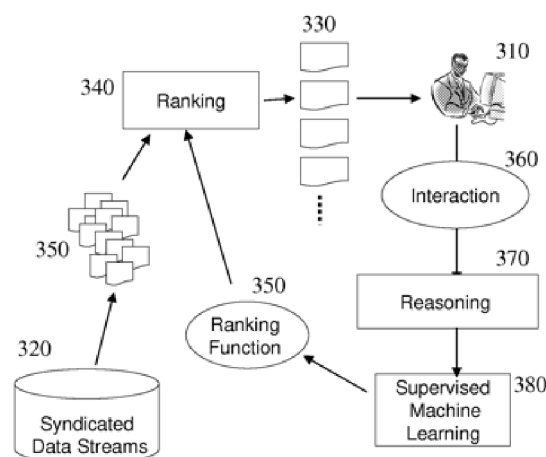 330
310
340
Ranking
360
Interaction
350
350
370
Ranking
Function
Reasoning
320
380
Supervised
Machine
Learning
Syndicated
Data Streams